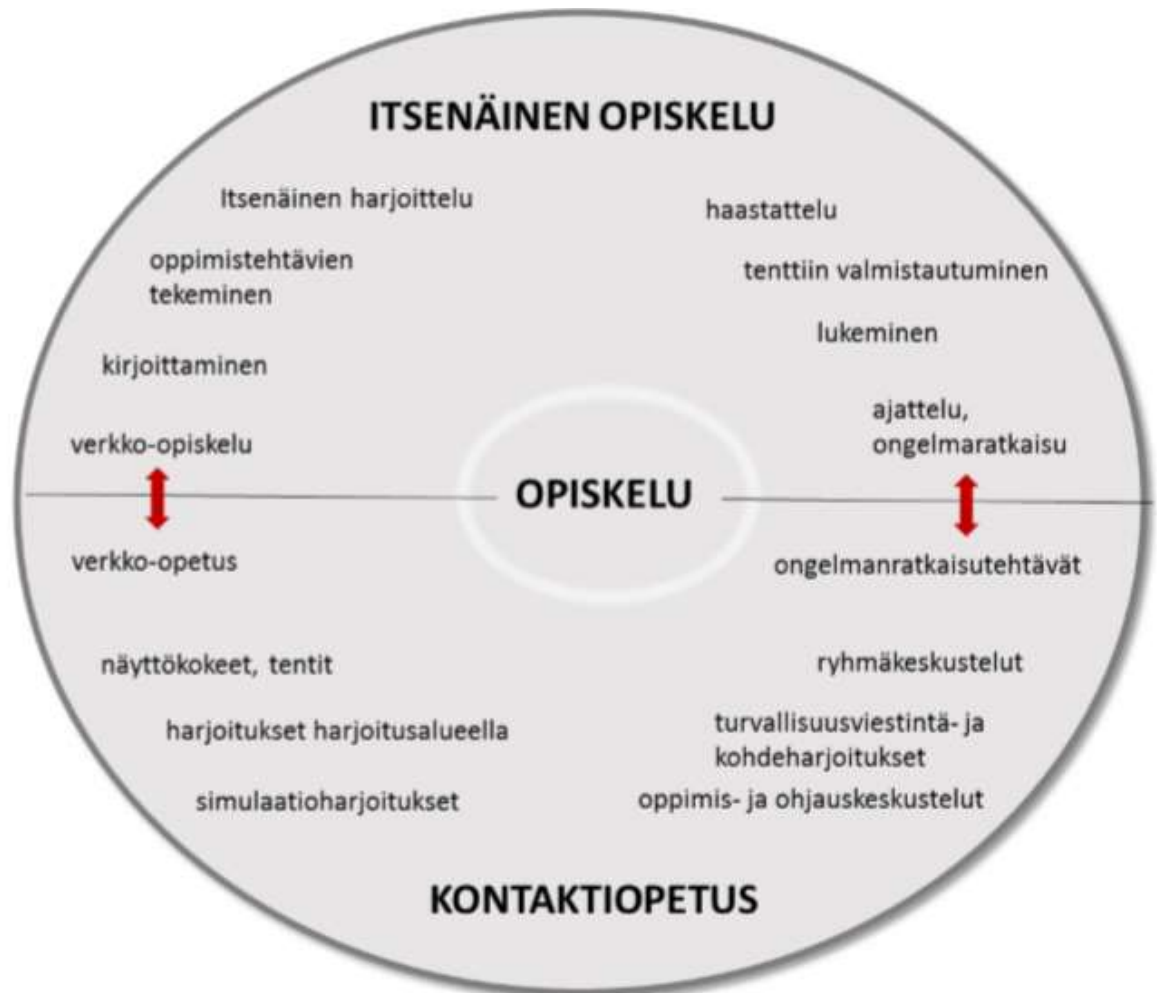 ITSENÄINEN OPISKELU
Itsenäinen harjoittelu
haastattelu
oppimistehtävien
tekeminen
tenttiin valmistautuminen
lukeminen
kirjoittaminen
ajattelu,
ongelmaratkaisu
verkko-opiskelu
OPISKELU
verkko-opetus
ongelmanratkaisutehtävät
näyttökokeet, tentit
ryhmäkeskustelut
harjoitukset harjoitusalueella
turvallisuusviestintä- ja
kohdeharjoitukset
simulaatioharjoitukset
oppimis- ja ohjauskeskustelut
KONTAKTIOPETUS